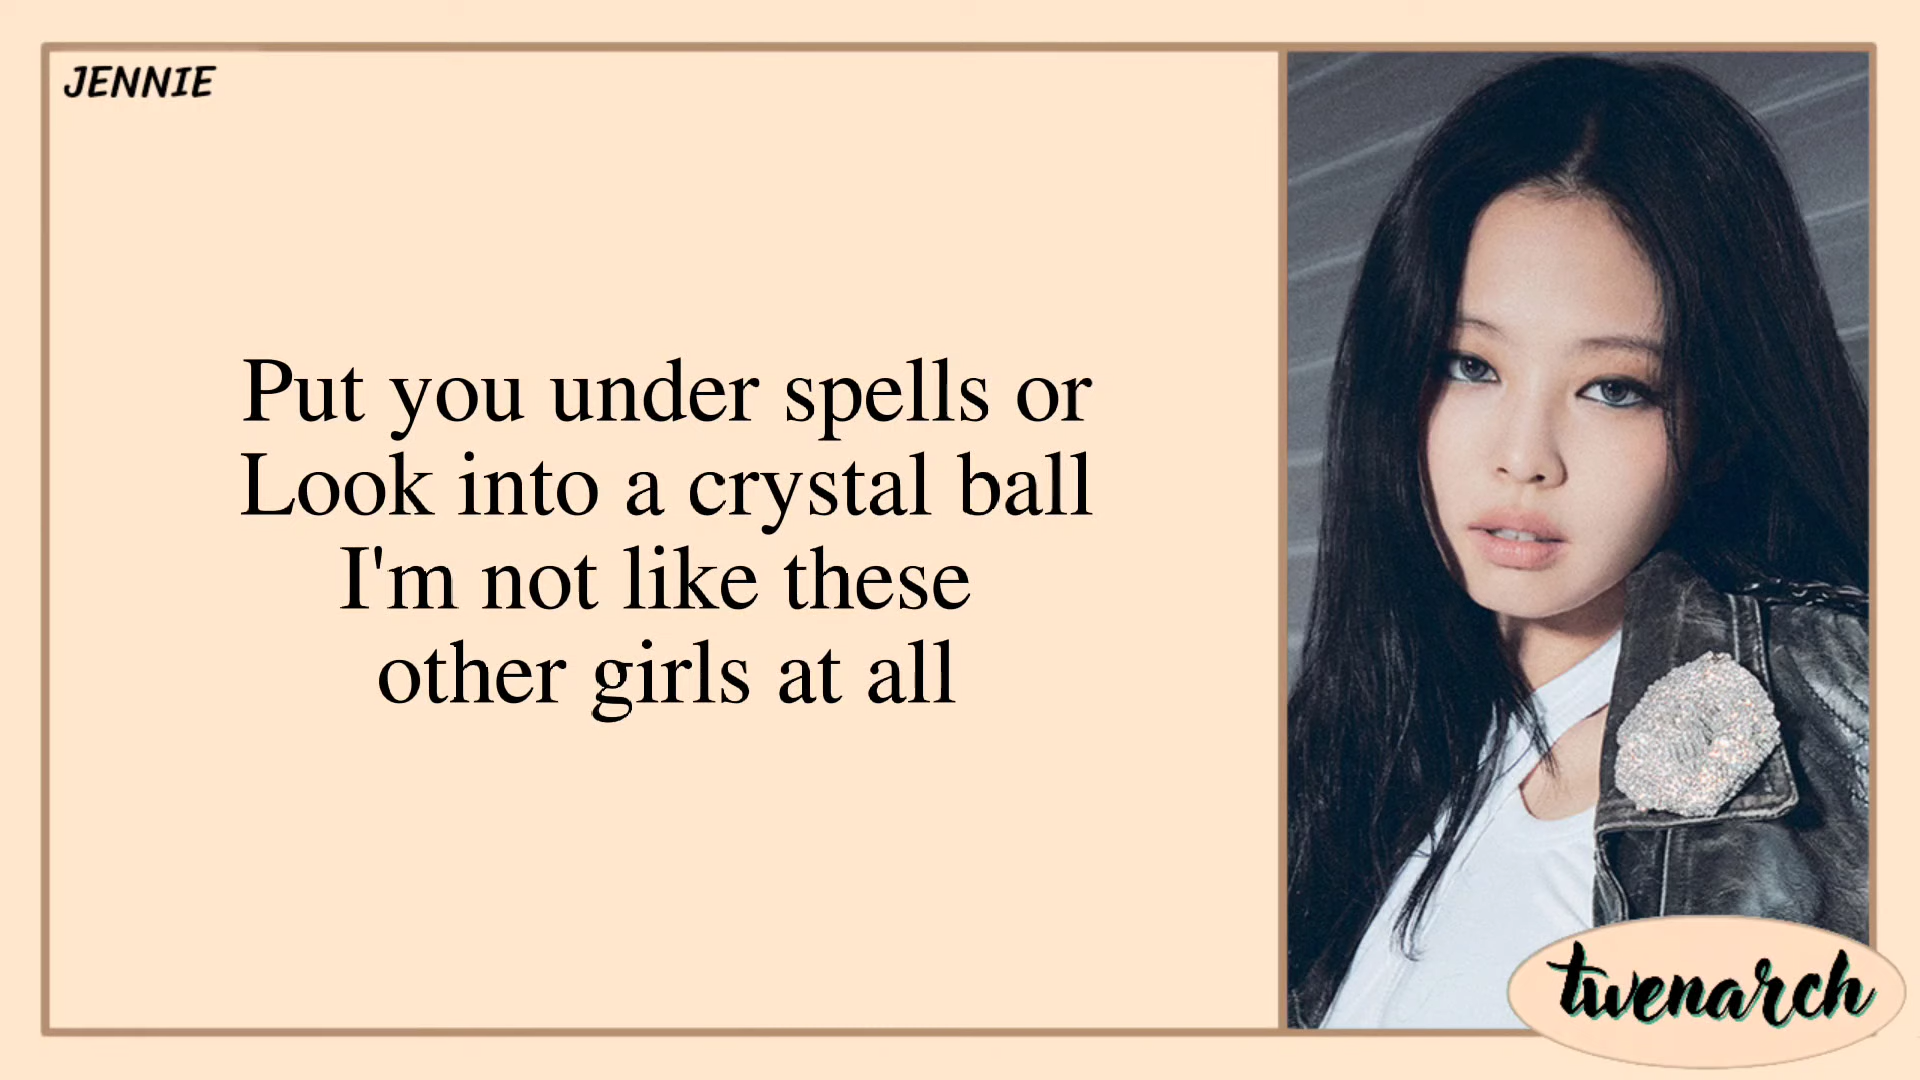 JENNIE
Put you under spells or
Look into a crystal ball
I'm not like these
other girls at all
twenarch